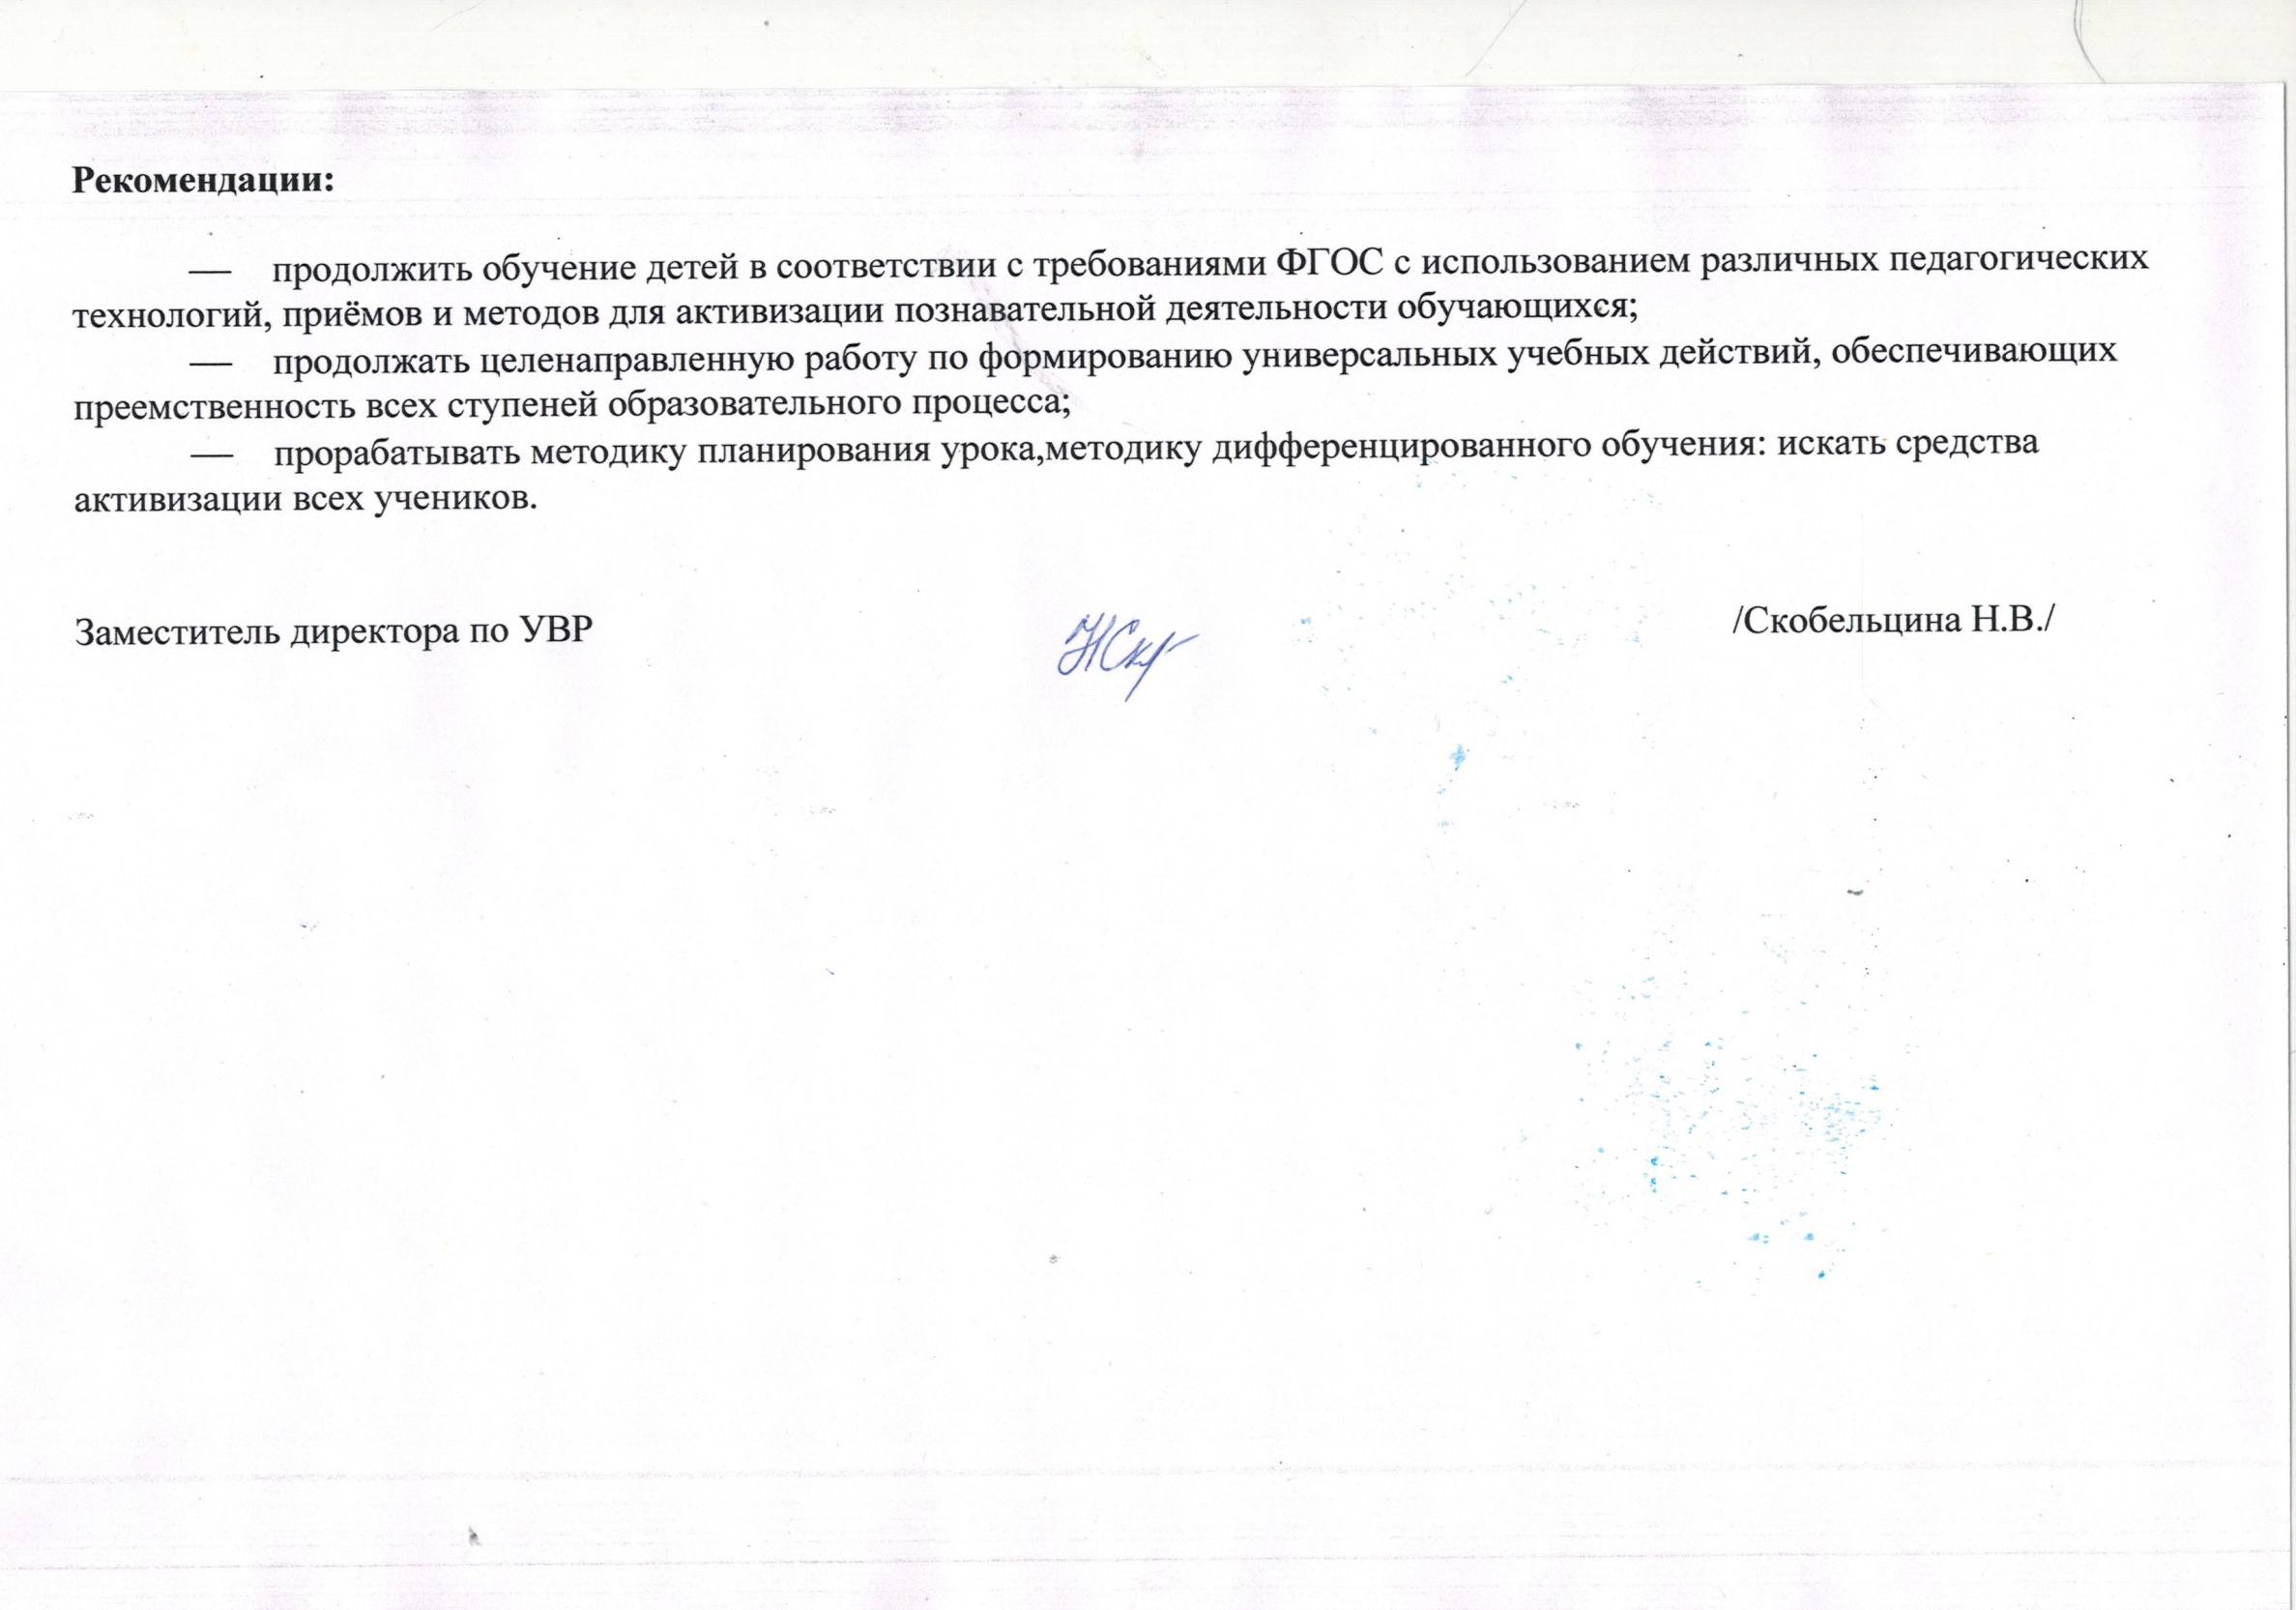 Рекомендации:
— продолжить обучение детей в соответствии с требованиями ФГОС с использованием различных педагогических
технологий, приёмов и методов для активизации познавательной деятельности обучающихся;
— продолжать целенаправленную работу по формированию универсальных учебных действий, обеспечивающих
преемственность всех ступеней образовательного процесса;
— прорабатывать методику планирования урока,методику дифференцированного обучения: искать средства
активизации всех учеников.
Заместитель директора по УВР /Скобельцина Н.В./